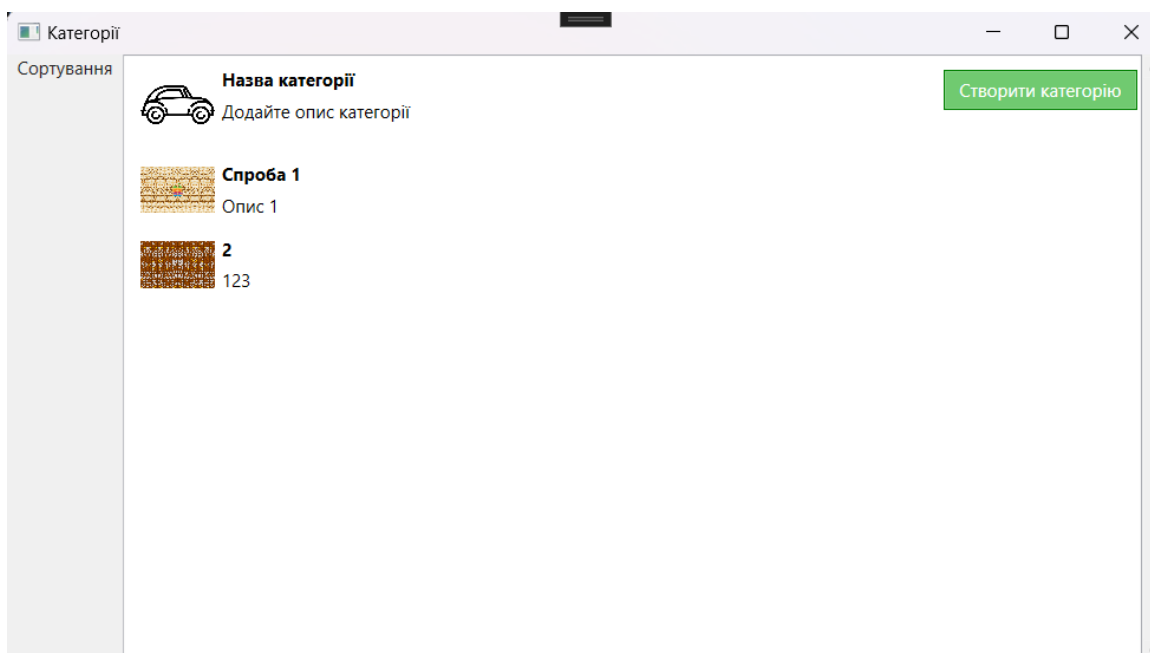 Категорії
Сортування
Назва категорії
Додайте опис категорії
Створити категорію
Спроба 1
Опис 1
2
123